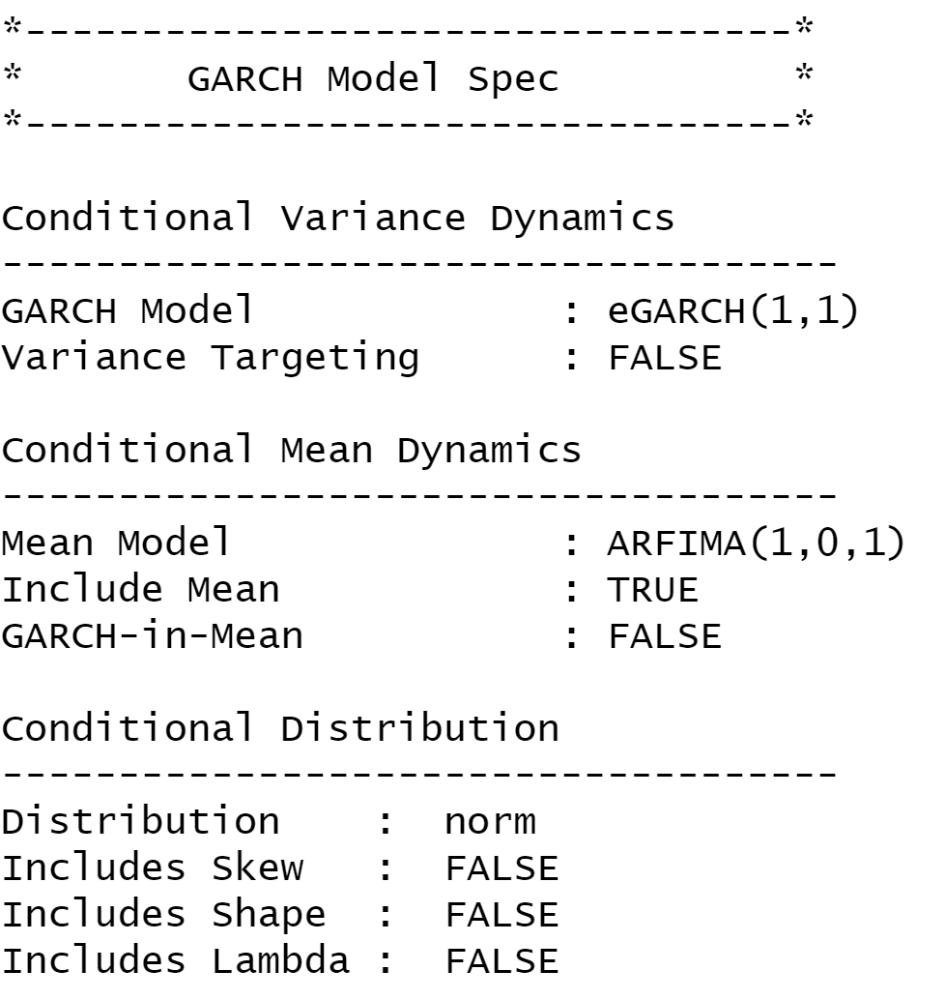 *---------------------------------*
*       GARCH Model Spec          *
*---------------------------------*

Conditional Variance Dynamics
------------------------------------
GARCH Model             : eGARCH(1,1)
Variance Targeting      : FALSE

Conditional Mean Dynamics
------------------------------------
Mean Model              : ARFIMA(1,0,1)
Include Mean            : TRUE
GARCH-in-Mean           : FALSE

Conditional Distribution
------------------------------------
Distribution    :  norm
Includes Skew   :  FALSE
Includes Shape  :  FALSE
Includes Lambda :  FALSE